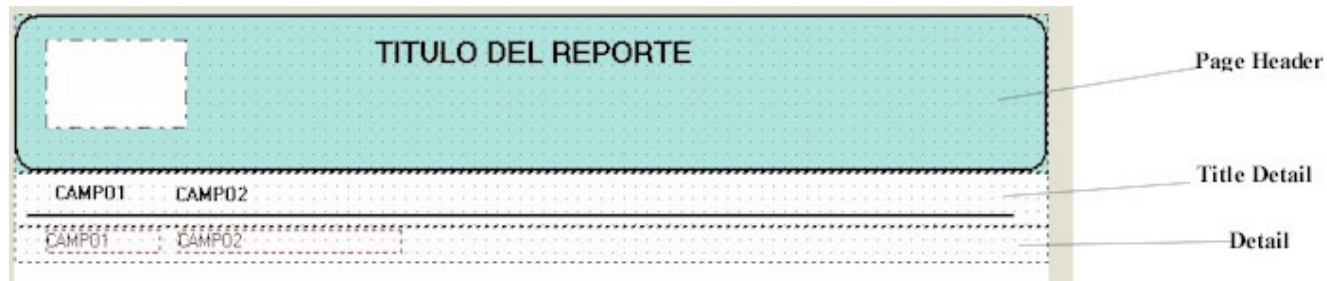 TITULO DEL REPORTE
Page Header
CAMPO1 CAMPO2
Title Detail
CAMPO1 CAMPO2
Detail